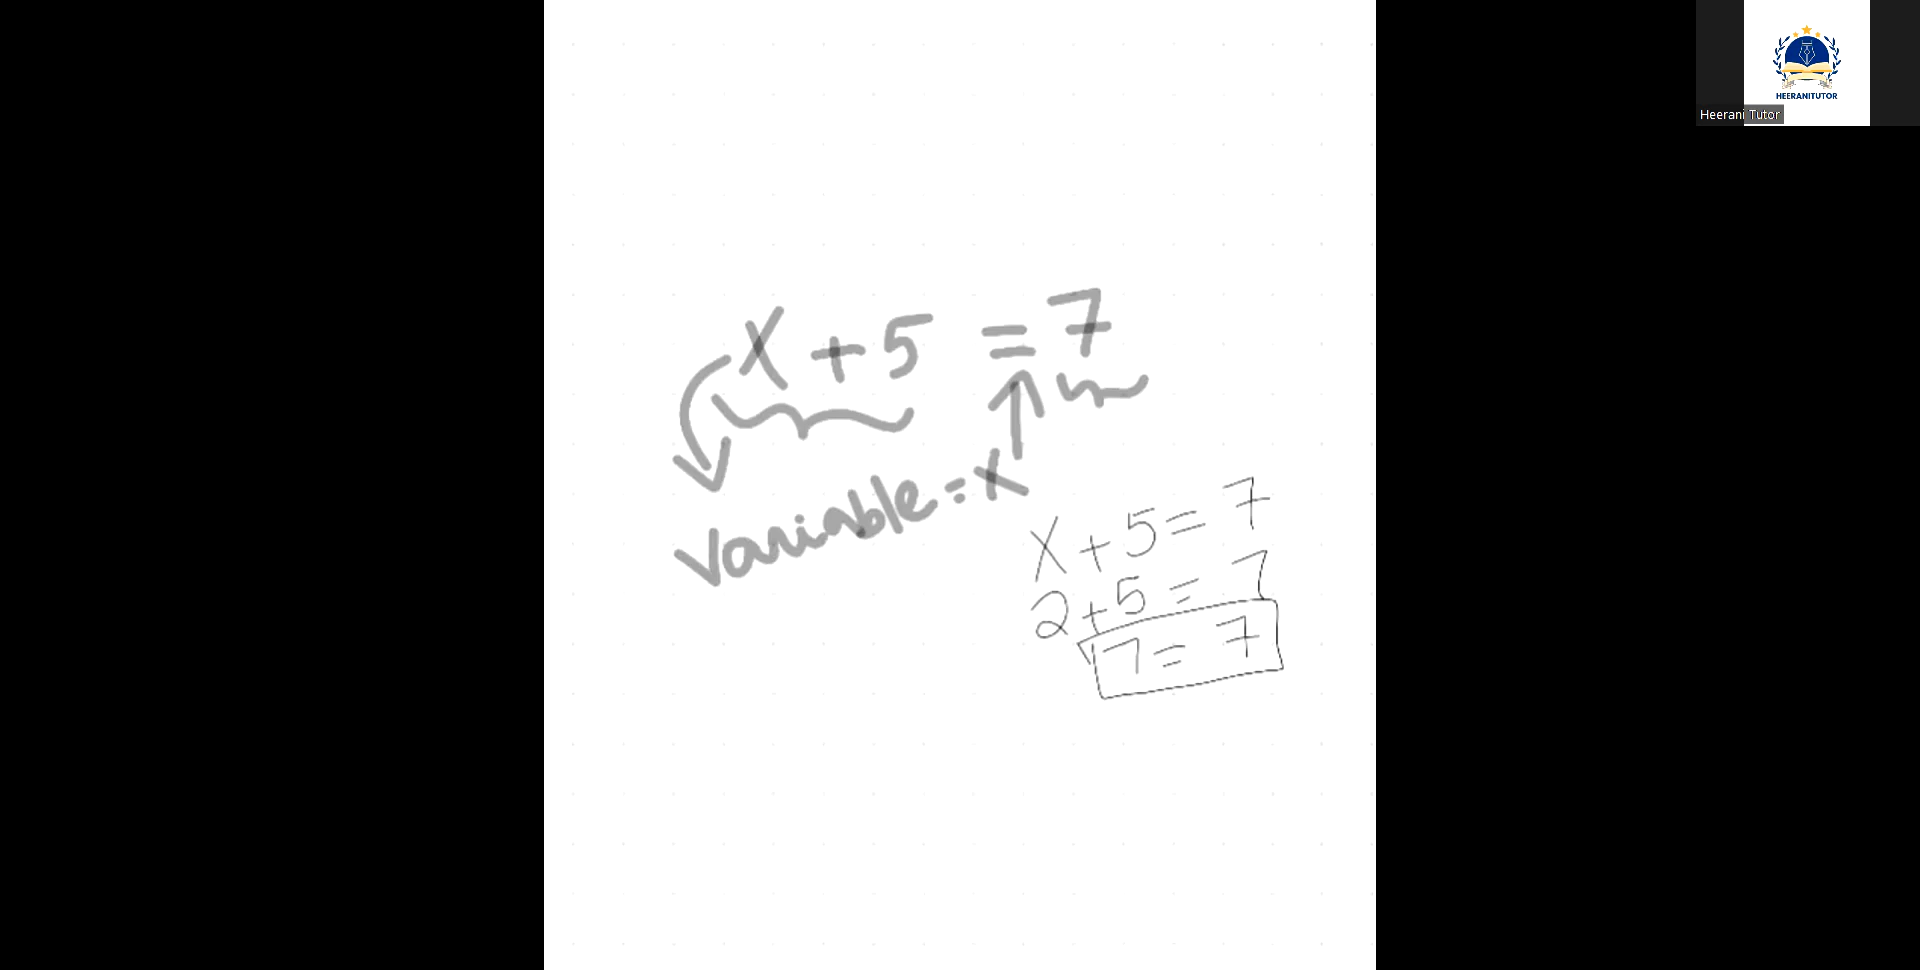 HEERANITUTOR
Heerani Tutor
x + 5 = 7
variable = x
x + 5 = 7
2 + 5 = 7
7 = 7